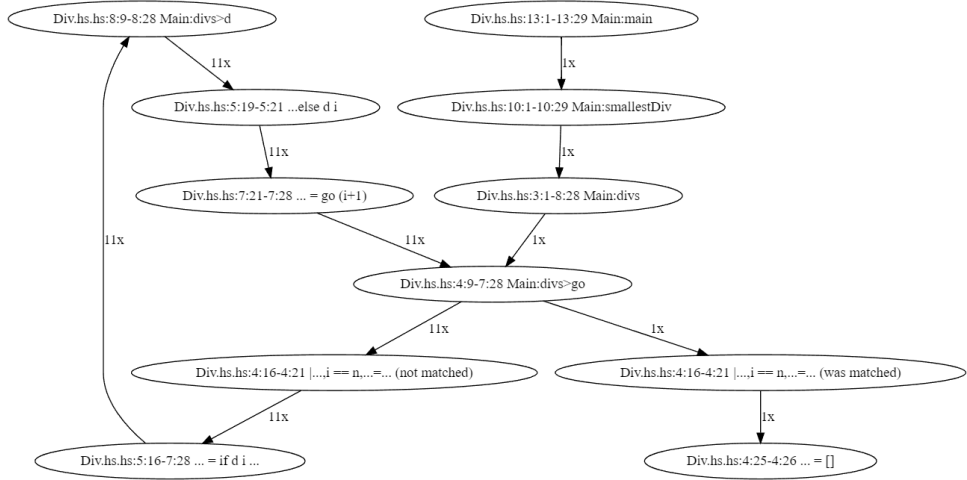 Div.hs.hs:8:9-8:28 Main:divs>d
Div.hs.hs:13:1-13:29 Main:main
11x
1x
Div.hs.hs:5:19-5:21 ...else d i
Div.hs.hs:10:1-10:29 Main:smallestDiv
11x
1x
Div.hs.hs:7:21-7:28 ... = go (i+1)
Div.hs.hs:3:1-8:28 Main:divs
11x
11x
1x
Div.hs.hs:4:9-7:28 Main:divs>go
11x
1x
Div.hs.hs:4:16-4:21 |...,i == n,...=... (not matched)
Div.hs.hs:4:16-4:21 |...,i == n,...=... (was matched)
11x
1x
Div.hs.hs:5:16-7:28 ... = if d i ...
Div.hs.hs:4:25-4:26 ... = []